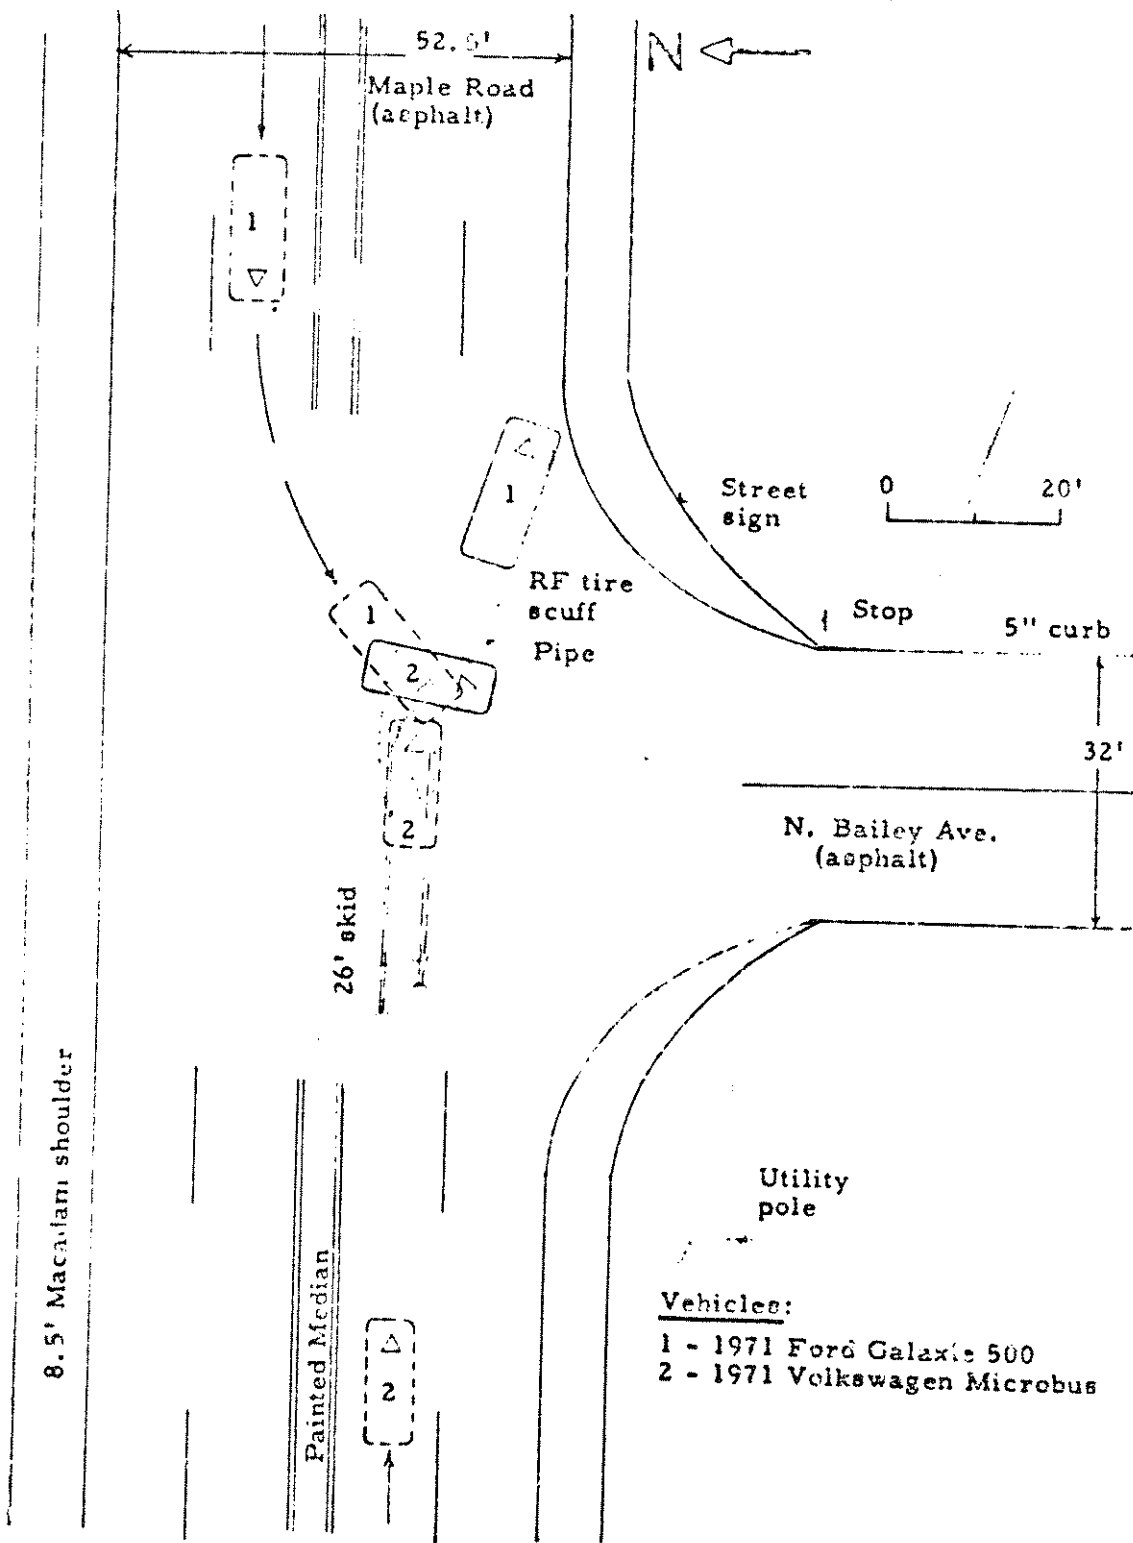 52.6'
N
Maple Road
(asphalt)
1
1
Street
sign
0 20'
RF tire
scuff
Pipe
Stop
5" curb
1
2
2
32'
N. Bailey Ave.
(asphalt)
26' skid
8.5' Macadam shoulder
Painted Median
Utility
pole
2
Vehicles:
1 - 1971 Ford Galaxie 500
2 - 1971 Volkswagen Microbus